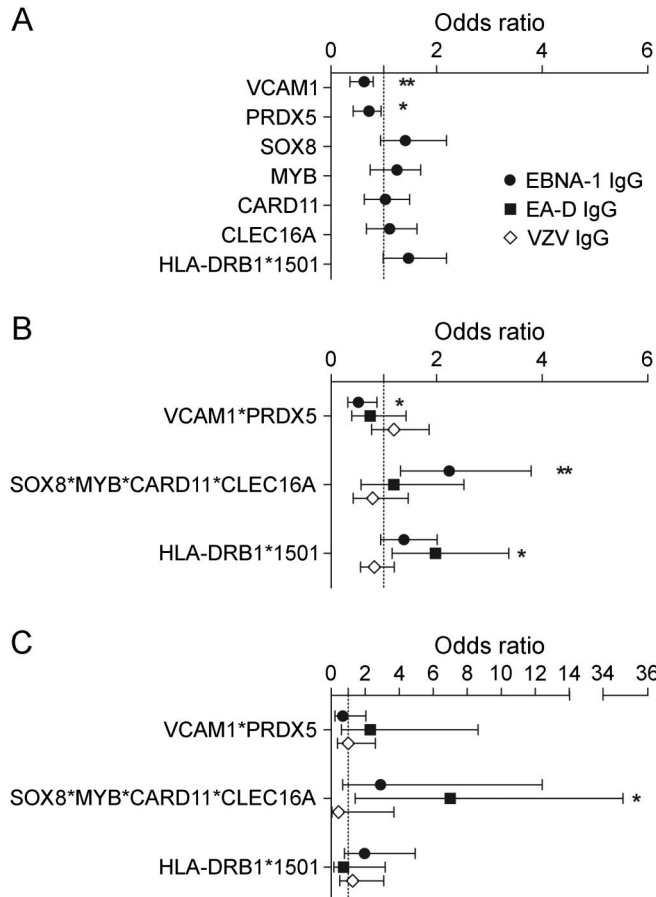 A
Odds ratio
0 2 4 6
VCAM1 **
PRDX5 *
SOX8
MYB
CARD11
CLEC16A
HLA-DRB1*1501
EBNA-1 IgG
EA-D IgG
VZV IgG
B
Odds ratio
0 2 4 6
VCAM1*PRDX5 *
SOX8*MYB*CARD11*CLEC16A **
HLA-DRB1*1501 *
C
Odds ratio
0 2 4 6 8 10 12 14 34 36
VCAM1*PRDX5
SOX8*MYB*CARD11*CLEC16A *
HLA-DRB1*1501